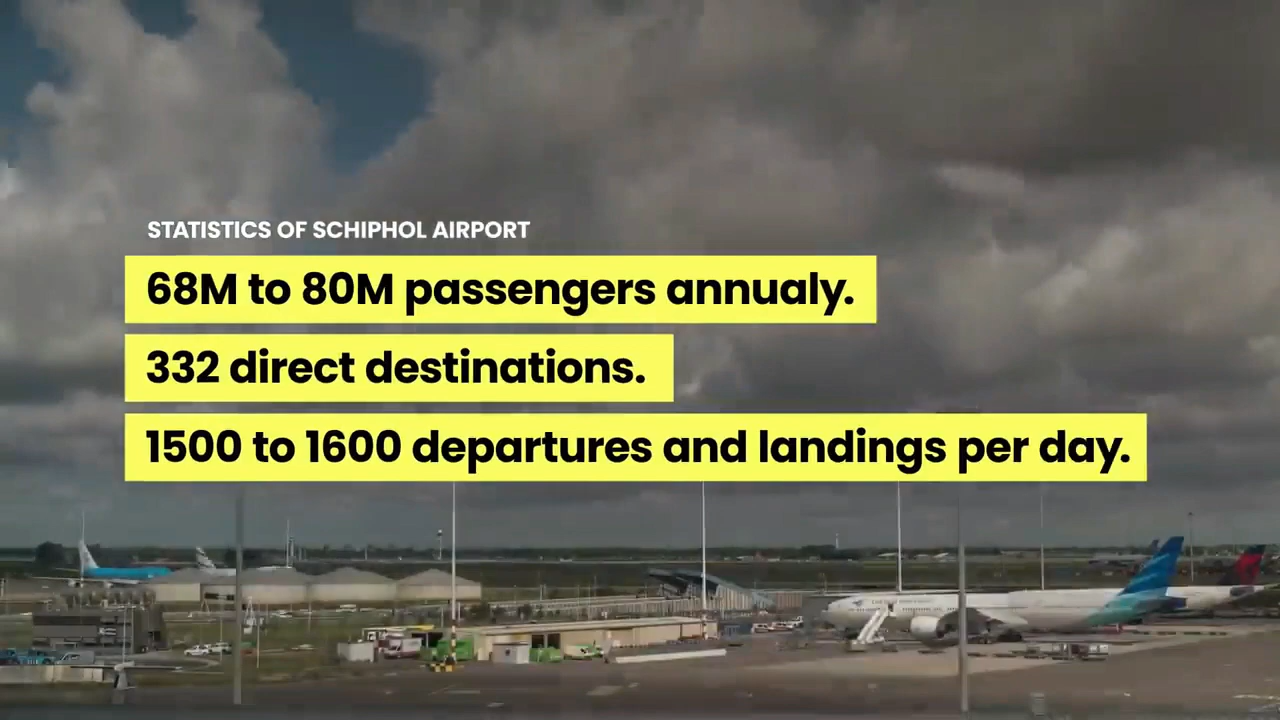 STATISTICS OF SCHIPHOL AIRPORT
68M to 80M passengers annualy.
332 direct destinations.
1500 to 1600 departures and landings per day.